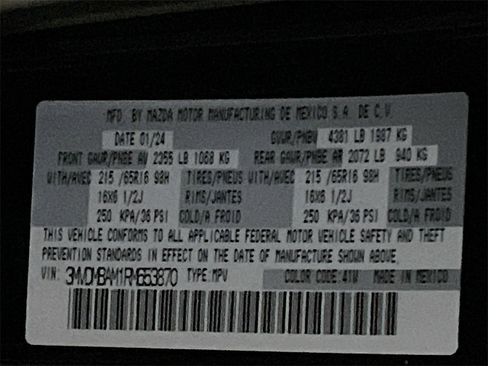 MFD. BY MAZDA MOTOR MANUFACTURING DE MEXICO S.A. DE C.V.
DATE 01/24 GVWR/PNBV 4381 LB 1987 KG
FRONT GAWR/PNBE AV 2355 LB 1068 KG REAR GAWR/PNBE AR 2072 LB 940 KG
WITH/AVEC 215 /65R16 98H TIRES/PNEUS WITH/AVEC 215 /65R16 98H TIRES/PNEUS
16X6 1/2J RIMS/JANTES 16X6 1/2J RIMS/JANTES
250 KPA/36 PSI COLD/A FROID 250 KPA/36 PSI COLD/A FROID
THIS VEHICLE CONFORMS TO ALL APPLICABLE FEDERAL MOTOR VEHICLE SAFETY AND THEFT
PREVENTION STANDARDS IN EFFECT ON THE DATE OF MANUFACTURE SHOWN ABOVE.
VIN: 3MVDMBAM1RM653870 TYPE:MPV COLOR CODE:41W MADE IN MEXICO